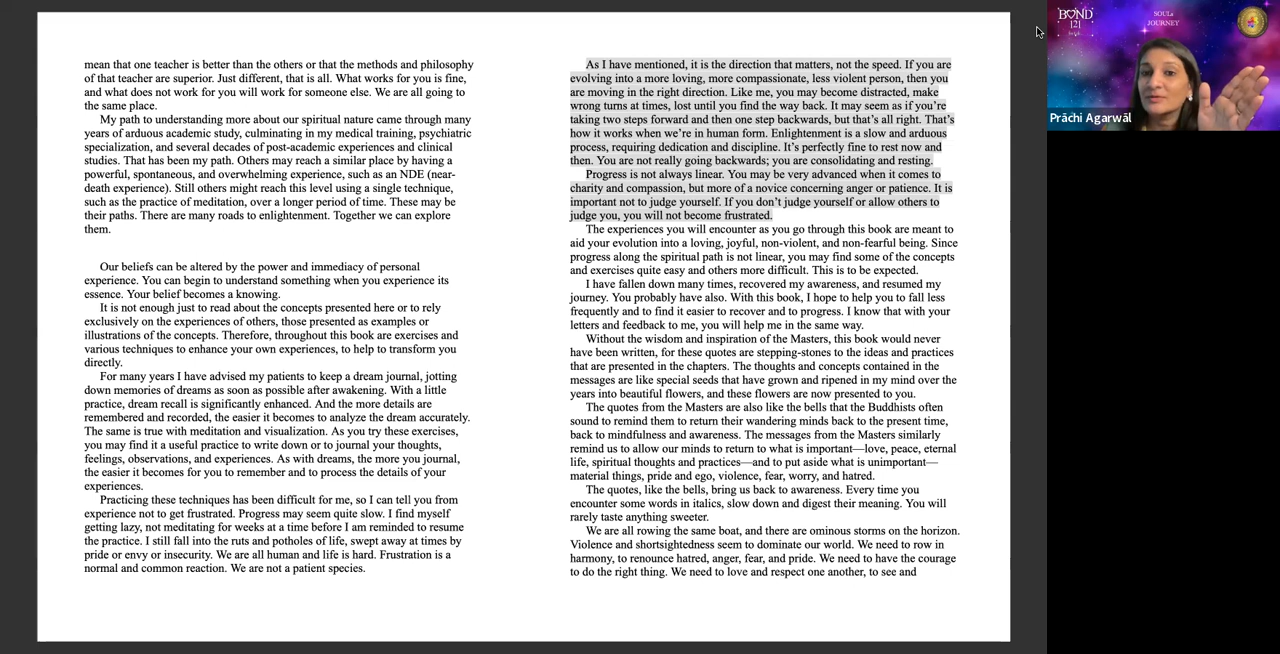 mean that one teacher is better than the others or that the methods and philosophy
of that teacher are superior. Just different, that is all. What works for you is fine,
and what does not work for you will work for someone else. We are all going to
the same place.
My path to understanding more about our spiritual nature came through many
years of arduous academic study, culminating in my medical training, psychiatric
specialization, and several decades of post-academic experiences and clinical
studies. That has been my path. Others may reach a similar place by having a
powerful, spontaneous, and overwhelming experience, such as an NDE (near-
death experience). Still others might reach this level using a single technique,
such as the practice of meditation, over a longer period of time. These may be
their paths. There are many roads to enlightenment. Together we can explore
them.
Our beliefs can be altered by the power and immediacy of personal
experience. You can begin to understand something when you experience its
essence. Your belief becomes a knowing.
It is not enough just to read about the concepts presented here or to rely
exclusively on the experiences of others, those presented as examples or
illustrations of the concepts. Therefore, throughout this book are exercises and
various techniques to enhance your own experiences, to help to transform you
directly.
For many years I have advised my patients to keep a dream journal, jotting
down memories of dreams as soon as possible after awakening. With a little
practice, dream recall is significantly enhanced. And the more details are
remembered and recorded, the easier it becomes to analyze the dream accurately.
The same is true with meditation and visualization. As you try these exercises,
you may find it a useful practice to write down or to journal your thoughts,
feelings, observations, and experiences. As with dreams, the more you journal,
the easier it becomes for you to remember and to process the details of your
experiences.
Practicing these techniques has been difficult for me, so I can tell you from
experience not to get frustrated. Progress may seem quite slow. I find myself
getting lazy, not meditating for weeks at a time before I am reminded to resume
the practice. I still fall into the ruts and potholes of life, swept away at times by
pride or envy or insecurity. We are all human and life is hard. Frustration is a
normal and common reaction. We are not a patient species.
As I have mentioned, it is the direction that matters, not the speed. If you are
evolving into a more loving, more compassionate, less violent person, then you
are moving in the right direction. Like me, you may become distracted, make
wrong turns at times, lost until you find the way back. It may seem as if you're
taking two steps forward and then one step backwards, but that's all right. That's
how it works when we're in human form. Enlightenment is a slow and arduous
process, requiring dedication and discipline. It's perfectly fine to rest now and
then. You are not really going backwards; you are consolidating and resting.
Progress is not always linear. You may be very advanced when it comes to
charity and compassion, but more of a novice concerning anger or patience. It is
important not to judge yourself. If you don't judge yourself or allow others to
judge you, you will not become frustrated.
The experiences you will encounter as you go through this book are meant to
aid your evolution into a loving, joyful, non-violent, and non-fearful being. Since
progress along the spiritual path is not linear, you may find some of the concepts
and exercises quite easy and others more difficult. This is to be expected.
I have fallen down many times, recovered my awareness, and resumed my
journey. You probably have also. With this book, I hope to help you to fall less
frequently and to find it easier to recover and to progress. I know that with your
letters and feedback to me, you will help me in the same way.
Without the wisdom and inspiration of the Masters, this book would never
have been written, for these quotes are stepping-stones to the ideas and practices
that are presented in the chapters. The thoughts and concepts contained in the
messages are like special seeds that have grown and ripened in my mind over the
years into beautiful flowers, and these flowers are now presented to you.
The quotes from the Masters are also like the bells that the Buddhists often
sound to remind them to return their wandering minds back to the present time,
back to mindfulness and awareness. The messages from the Masters similarly
remind us to allow our minds to return to what is important—love, peace, eternal
life, spiritual thoughts and practices—and to put aside what is unimportant—
material things, pride and ego, violence, fear, worry, and hatred.
The quotes, like the bells, bring us back to awareness. Every time you
encounter some words in italics, slow down and digest their meaning. You will
rarely taste anything sweeter.
We are all rowing the same boat, and there are ominous storms on the horizon.
Violence and shortsightedness seem to dominate our world. We need to row in
harmony, to renounce hatred, anger, fear, and pride. We need to have the courage
to do the right thing. We need to love and respect one another, to see and
BOND
121
SOULs
JOURNEY
Prāchi Agarwāl